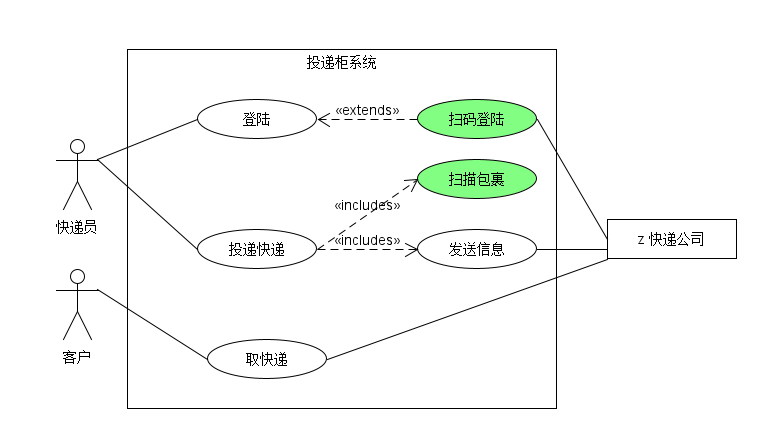 投递柜系统
登陆
«extends»
扫码登陆
扫描包裹
快递员
«includes»
投递快递
«includes»
发送信息
z 快递公司
客户
取快递